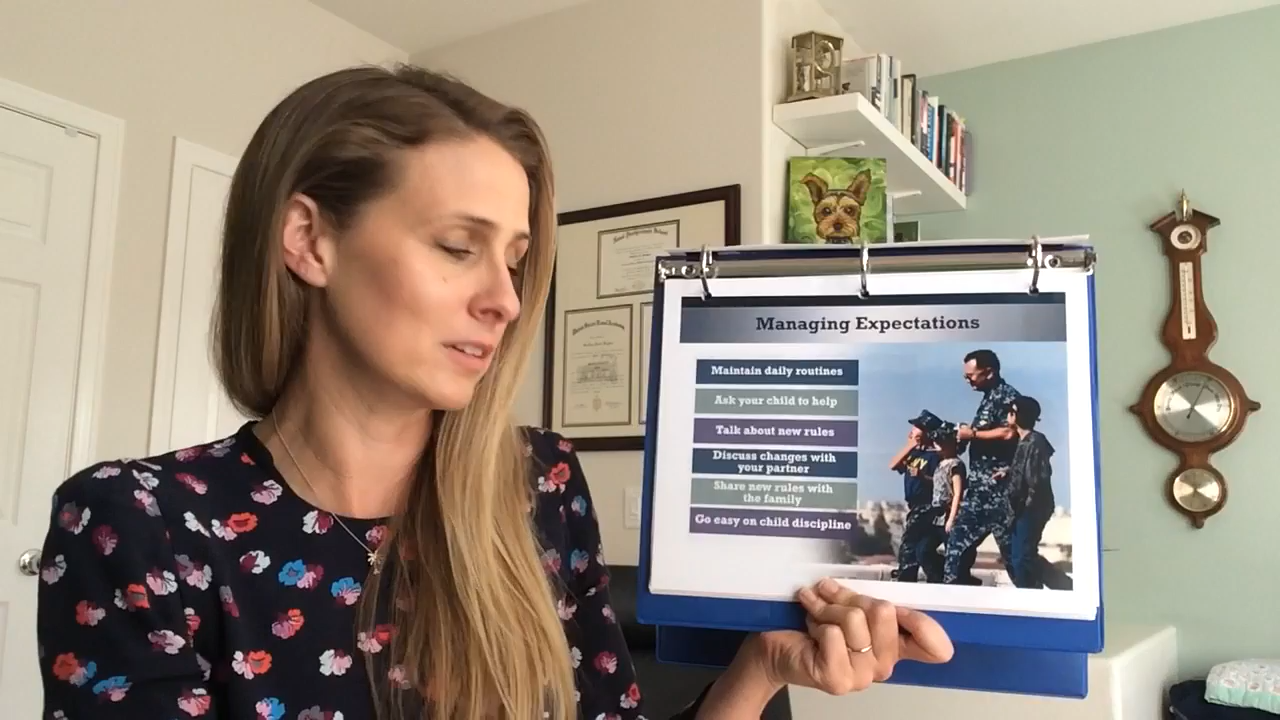 Managing Expectations
Maintain daily routines
Ask your child to help
Talk about new rules
Discuss changes with
your partner
Share new rules with
the family
Go easy on child discipline